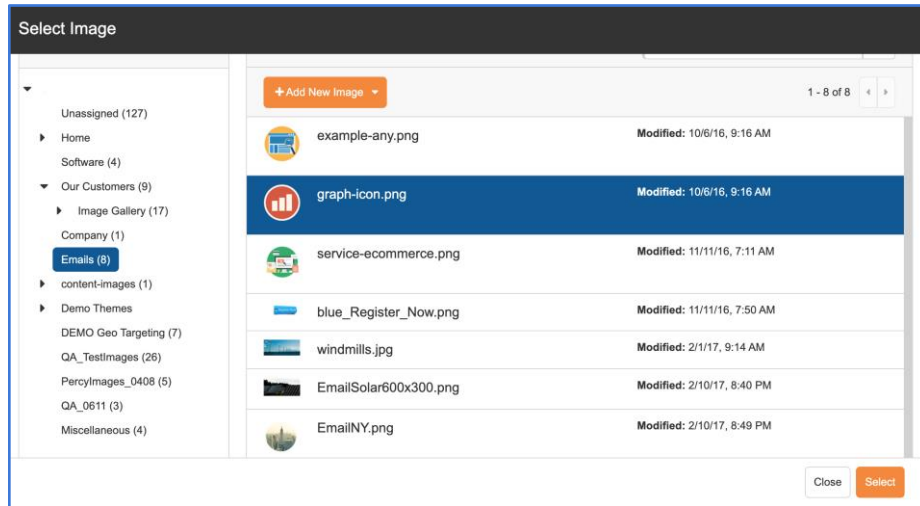 Select Image
Unassigned (127)
Home
Software (4)
Our Customers (9)
Image Gallery (17)
Company (1)
Emails (8)
content-images (1)
Demo Themes
DEMO Geo Targeting (7)
QA_TestImages (26)
PercyImages_0408 (5)
QA_0611 (3)
Miscellaneous (4)
+Add New Image
1 - 8 of 8
example-any.png Modified: 10/6/16, 9:16 AM
graph-icon.png Modified: 10/6/16, 9:16 AM
service-ecommerce.png Modified: 11/11/16, 7:11 AM
blue_Register_Now.png Modified: 11/11/16, 7:50 AM
windmills.jpg Modified: 2/1/17, 9:14 AM
EmailSolar600x300.png Modified: 2/10/17, 8:40 PM
EmailNY.png Modified: 2/10/17, 8:49 PM
Close Select